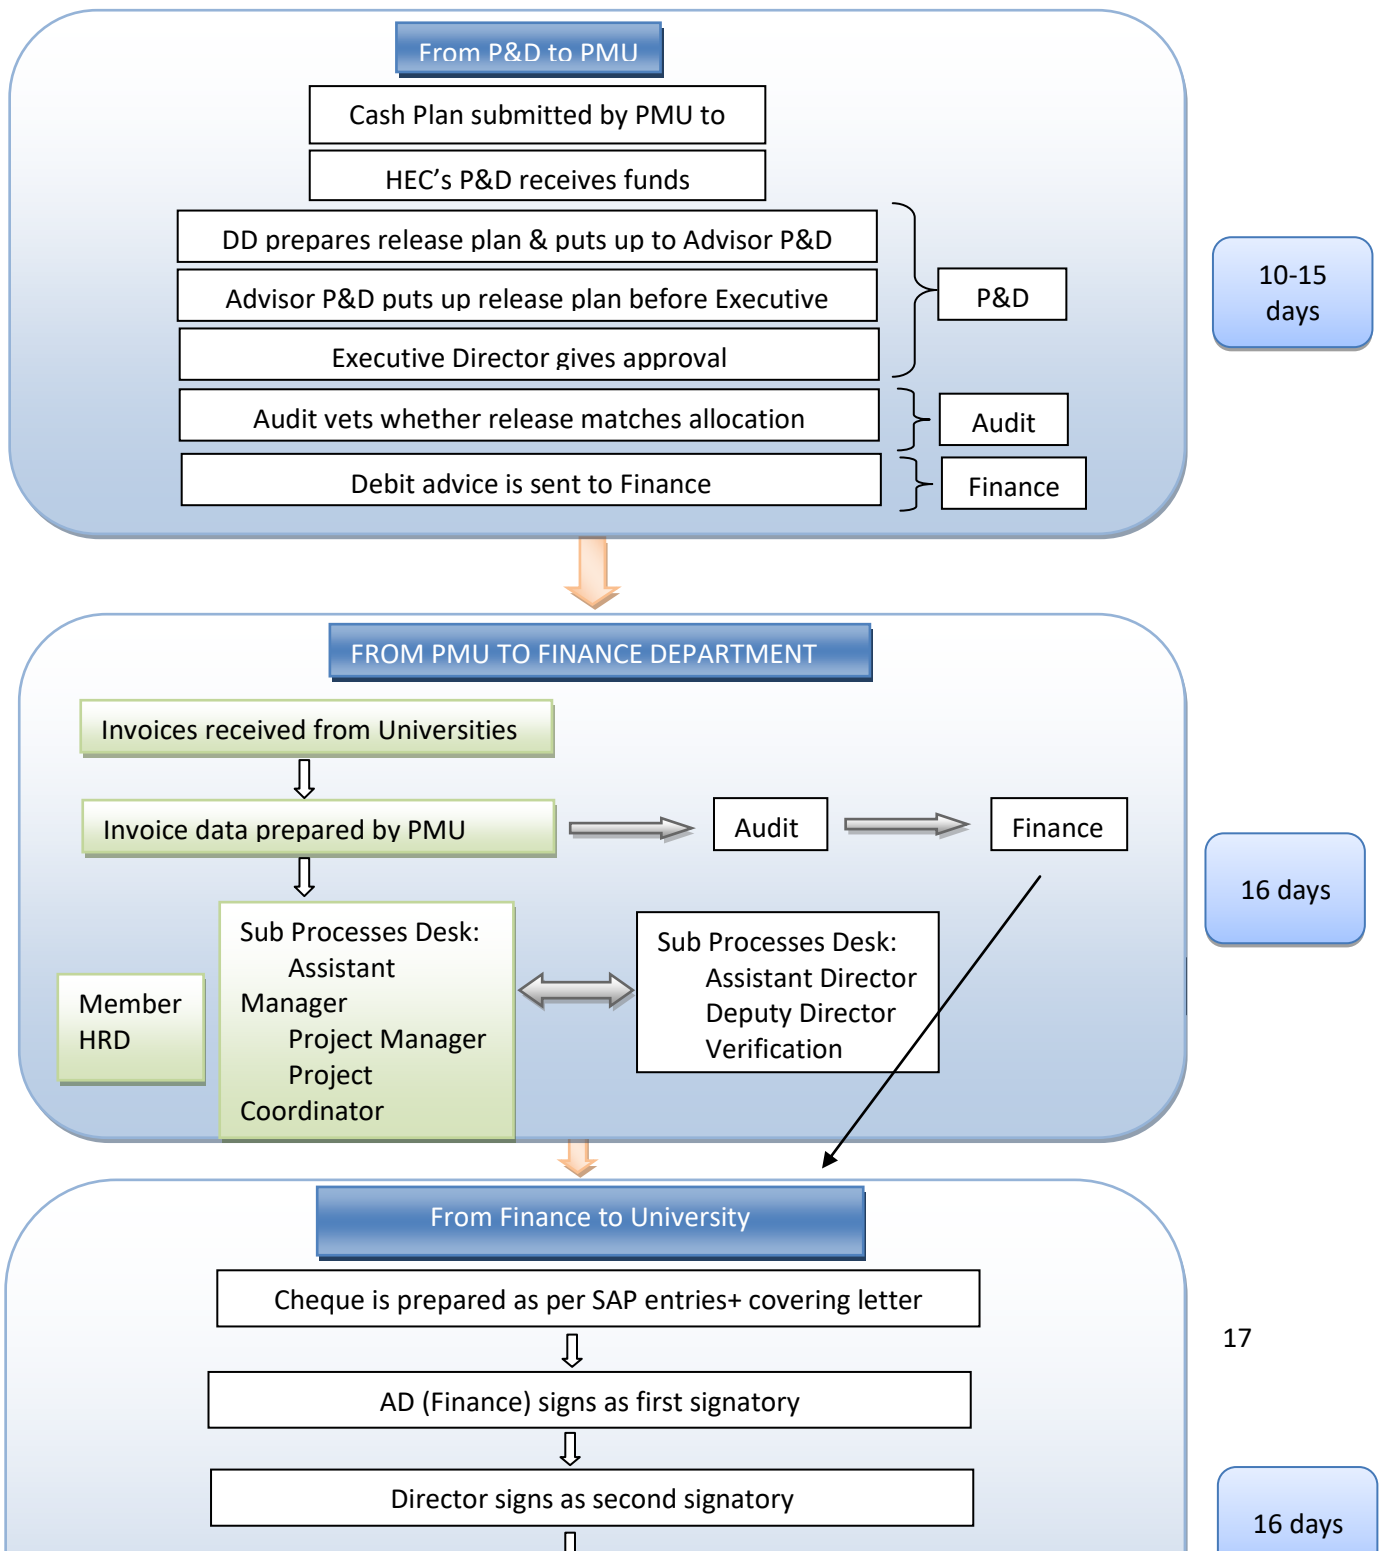 From P&D to PMU
Cash Plan submitted by PMU to
HEC’s P&D receives funds
DD prepares release plan & puts up to Advisor P&D
Advisor P&D puts up release plan before Executive
Executive Director gives approval
P&D
10-15
days
Audit vets whether release matches allocation
Audit
Debit advice is sent to Finance
Finance
FROM PMU TO FINANCE DEPARTMENT
Invoices received from Universities
Invoice data prepared by PMU
Audit
Finance
16 days
Member
HRD
Sub Processes Desk:
Assistant
Manager
Project Manager
Project
Coordinator
Sub Processes Desk:
Assistant Director
Deputy Director
Verification
From Finance to University
Cheque is prepared as per SAP entries+ covering letter
17
AD (Finance) signs as first signatory
Director signs as second signatory
16 days